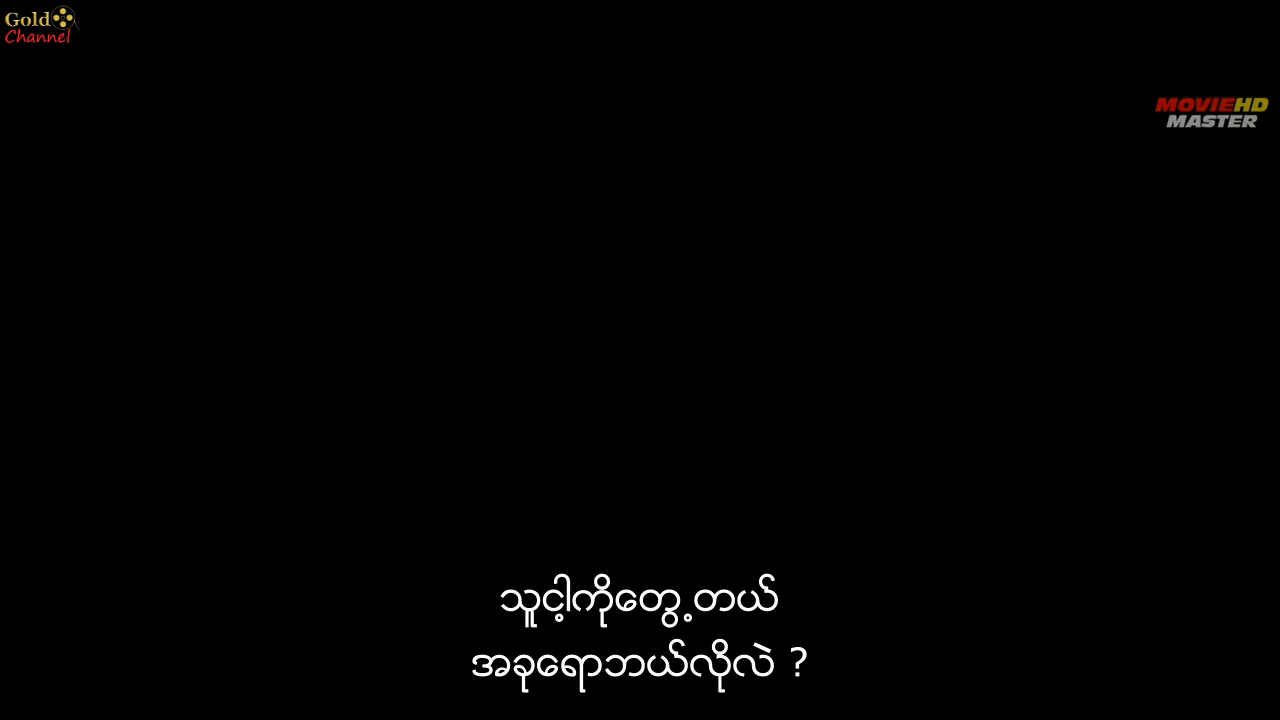 Gold
Channel
MOVIEHD
MASTER
သူငါ့ကိုတွေ့တယ်
အခုရောဘယ်လိုလဲ ?